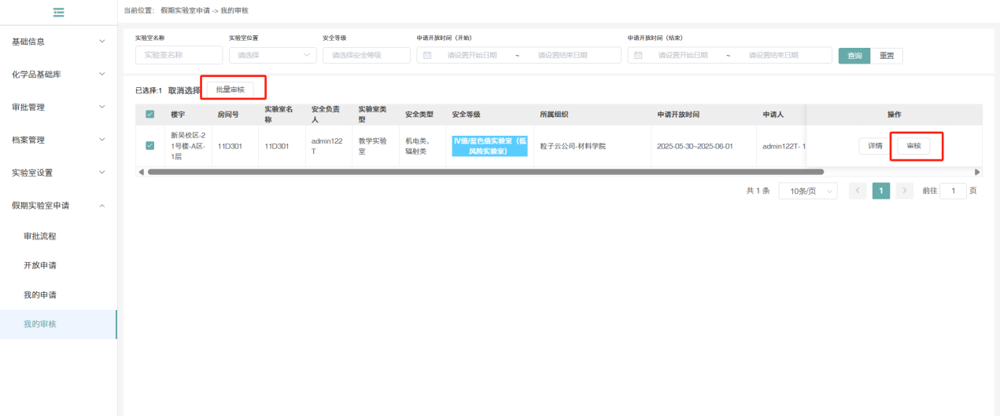 当前位置： 假期实验室申请 -> 我的审核
基础信息
化学品基础库
审批管理
档案管理
实验室设置
假期实验室申请
审批流程
开放申请
我的申请
我的审核
实验室名称 实验室位置 安全等级 申请开放时间（开始） 申请开放时间（结束）
实验室名称 请选择 请选择安全等级 请设置开始日期 ~ 请设置结束日期 请设置开始日期 ~ 请设置结束日期 查询 重置
已选择:1 取消选择 批量审核
楼宇 房间号 实验室名称 安全负责人 实验室类型 安全类型 安全等级 所属组织 申请开放时间 申请人 操作
新吴校区-21号楼-A区-1层 11D301 11D301 admin122T 教学实验室 机电类、辐射类 Ⅳ级/蓝色级实验室（低风险实验室） 粒子云公司-材料学院 2025-05-30~2025-06-01 admin122T- 1 详情 审核
共 1 条 10条/页 1 前往 1 页